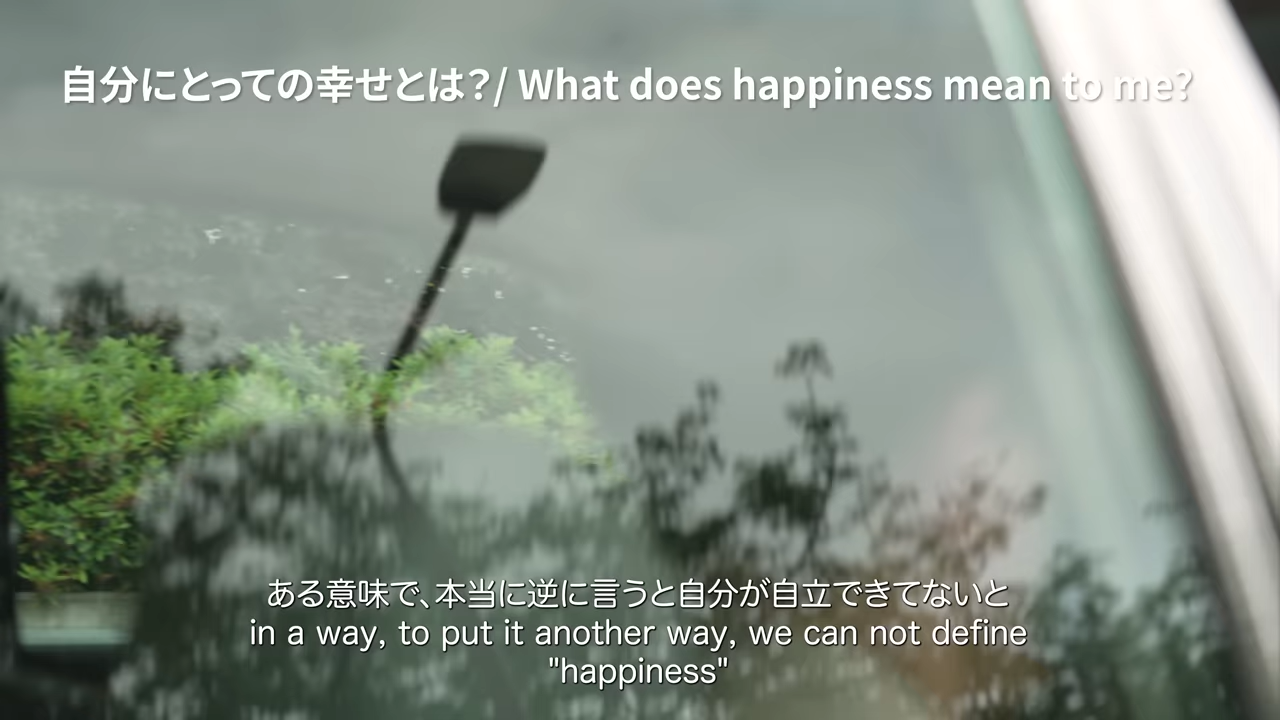 自分にとっての幸せとは?/ What does happiness mean to me?
ある意味で、本当に逆に言うと自分が自立できてないと
in a way, to put it another way, we can not define
"happiness"